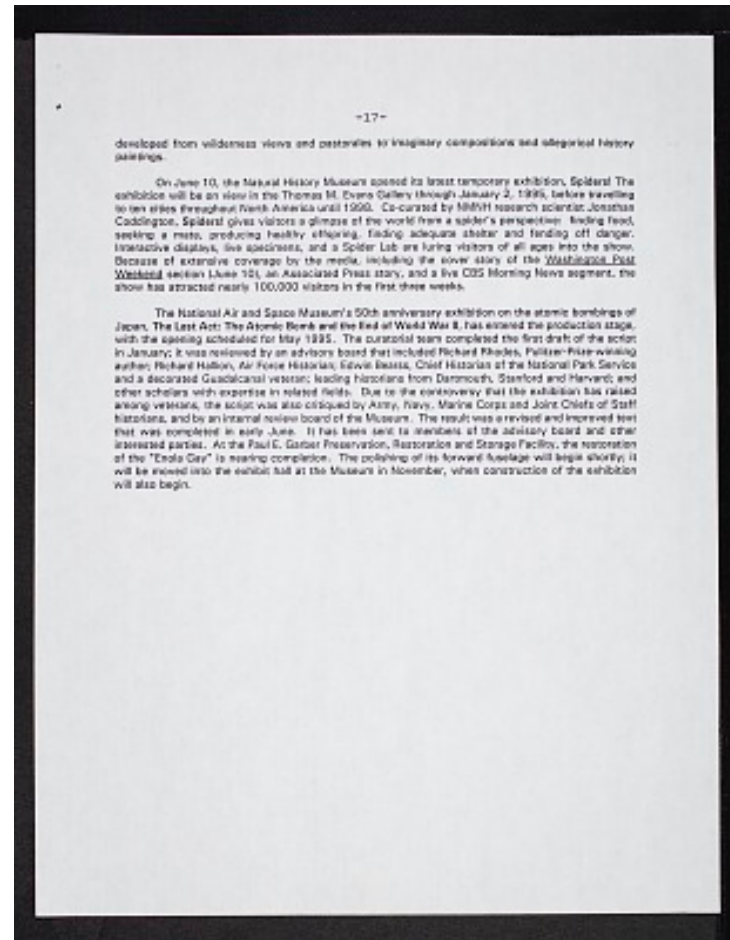 -17-
developed from wilderness views and pastorales to imaginary compositions and allegorical history
paintings.
On June 10, the Natural History Museum opened its latest temporary exhibition, Spiders! The
exhibition will be on view in the Thomas M. Evans Gallery through January 2, 1995, before travelling
to ten cities throughout North America until 1998. Co-curated by NMNH research scientist Jonathan
Coddington, Spiders! gives visitors a glimpse of the world from a spider's perspective: finding food,
seeking a mate, producing healthy offspring, finding adequate shelter and fending off danger.
Interactive displays, live specimens, and a Spider Lab are luring visitors of all ages into the show.
Because of extensive coverage by the media, including the cover story of the Washington Post
Weekend section (June 10), an Associated Press story, and a live CBS Morning News segment, the
show has attracted nearly 100,000 visitors in the first three weeks.
The National Air and Space Museum's 50th anniversary exhibition on the atomic bombings of
Japan, The Last Act: The Atomic Bomb and the End of World War II, has entered the production stage,
with the opening scheduled for May 1995. The curatorial team completed the first draft of the script
in January; it was reviewed by an advisory board that included Richard Rhodes, Pulitzer-Prize-winning
author; Richard Hallion, Air Force Historian; Edwin Bearss, Chief Historian of the National Park Service
and a decorated Guadalcanal veteran; leading historians from Dartmouth, Stanford and Harvard; and
other scholars with expertise in related fields. Due to the controversy that the exhibition has raised
among veterans, the script was also critiqued by Army, Navy, Marine Corps and Joint Chiefs of Staff
historians, and by an internal review board of the Museum. The result was a revised and improved text
that was completed in early June. It has been sent to members of the advisory board and other
interested parties. At the Paul E. Garber Preservation, Restoration and Storage Facility, the restoration
of the "Enola Gay" is nearing completion. The polishing of its forward fuselage will begin shortly; it
will be moved into the exhibit hall at the Museum in November, when construction of the exhibition
will also begin.